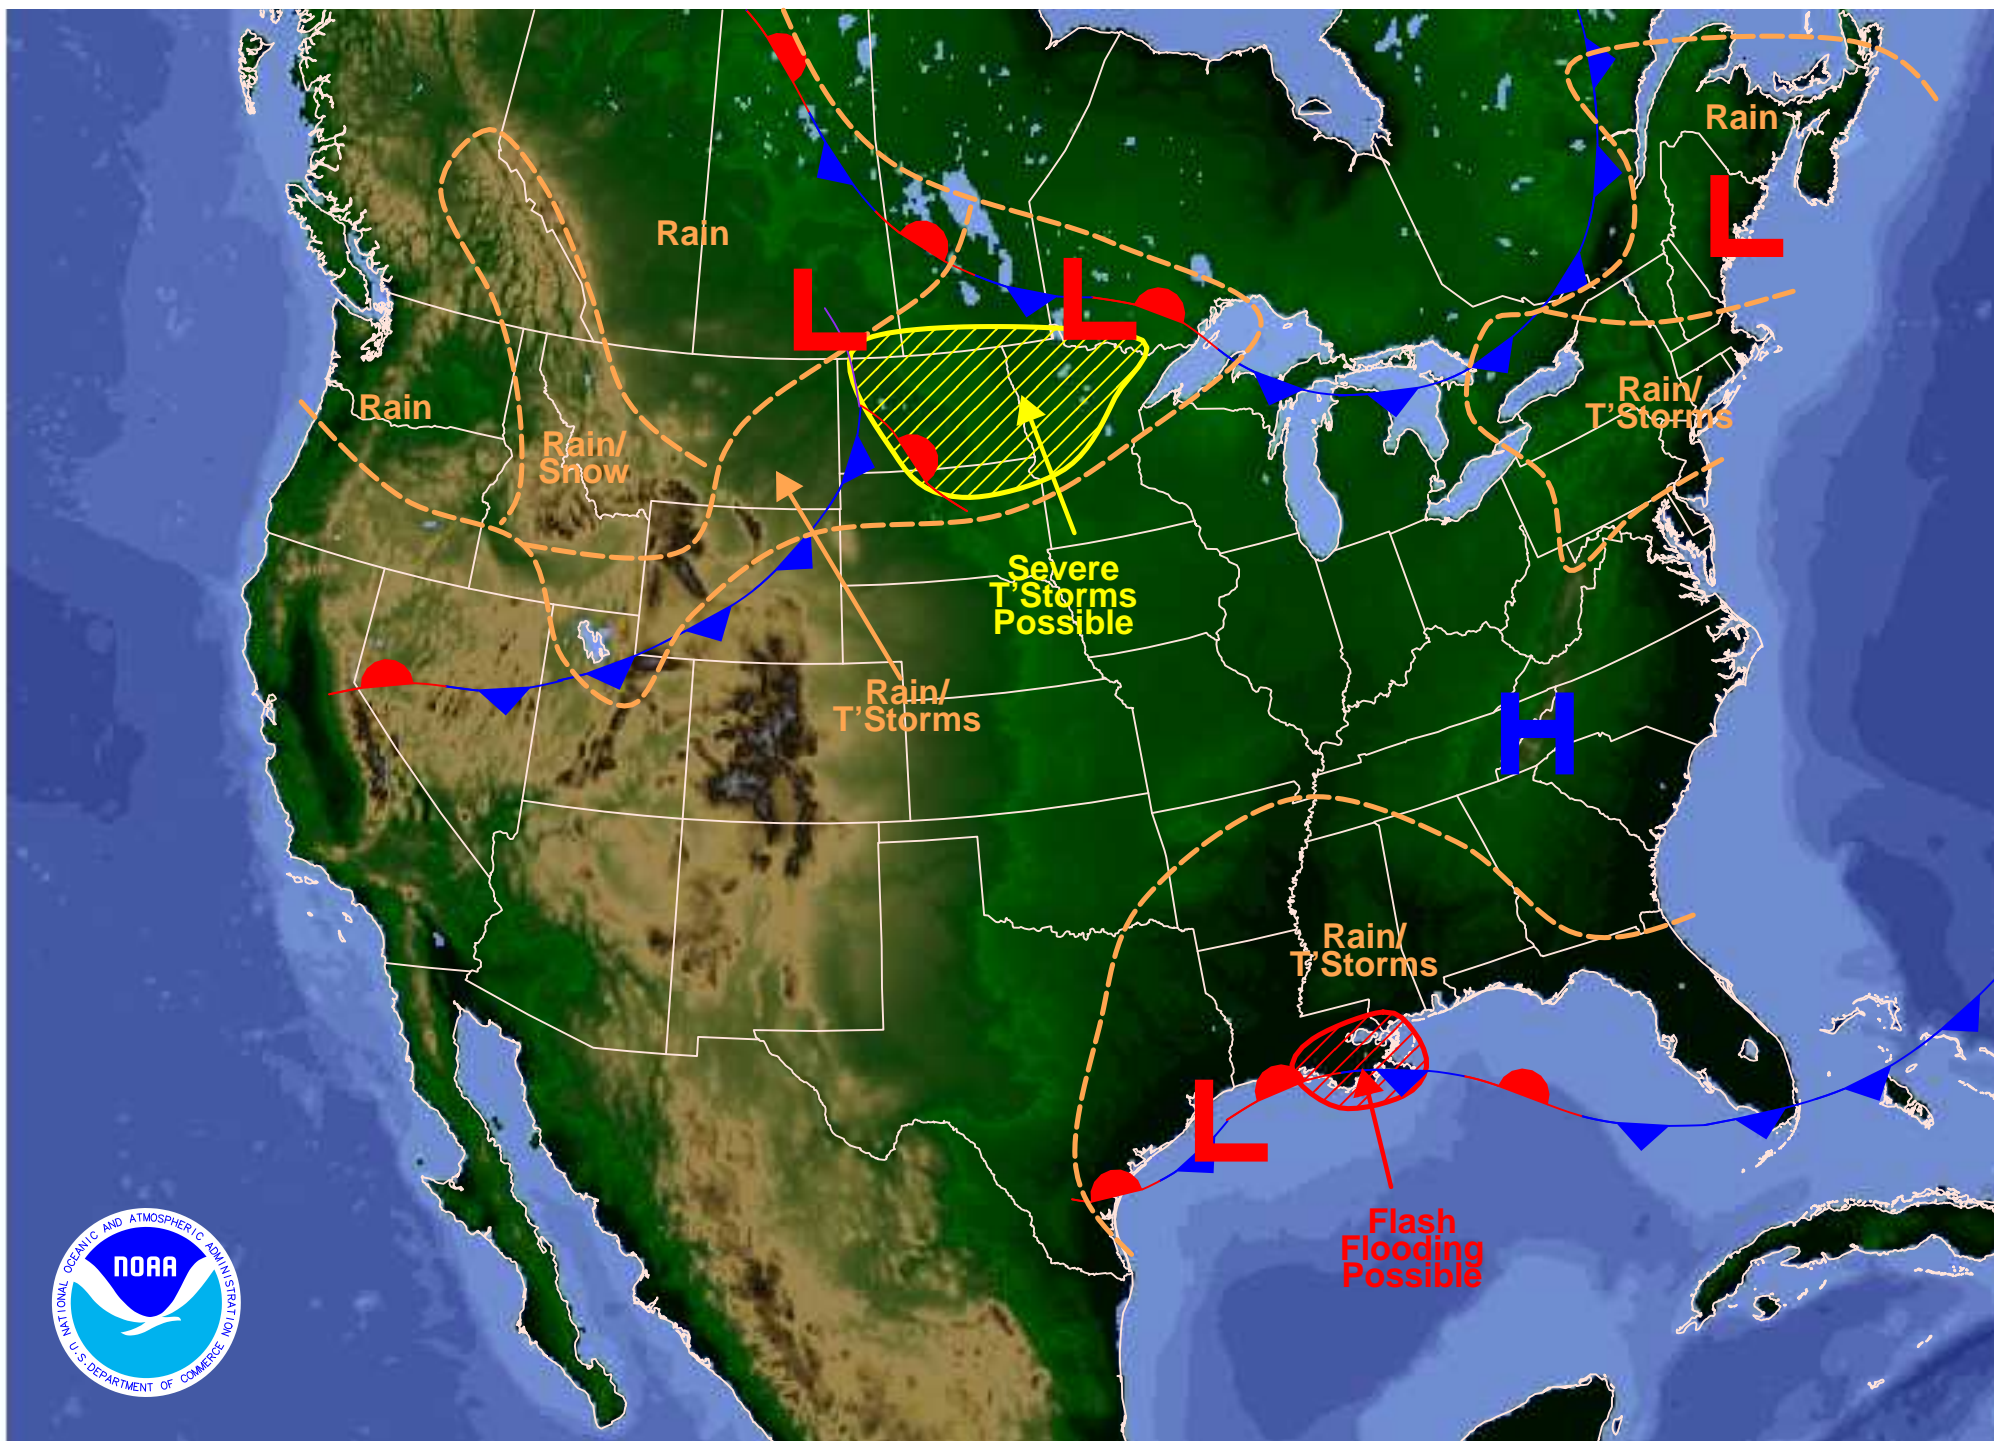 Rain
Rain
L
L
L
Rain
Rain/
Snow
Rain/
T'Storms
Severe
T'Storms
Possible
Rain/
T'Storms
H
Rain/
T'Storms
L
Flash
Flooding
Possible
NATIONAL OCEANIC AND ATMOSPHERIC ADMINISTRATION
NOAA
U.S. DEPARTMENT OF COMMERCE